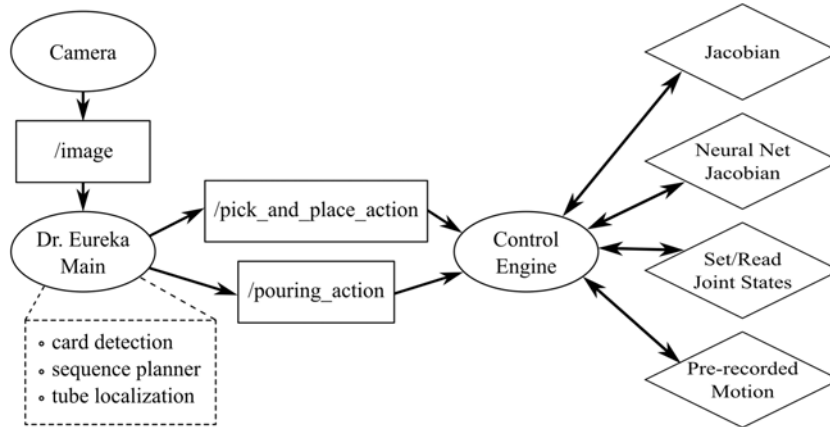 Camera
/image
Dr. Eureka
Main
◦ card detection
◦ sequence planner
◦ tube localization
/pick_and_place_action
/pouring_action
Control
Engine
Jacobian
Neural Net
Jacobian
Set/Read
Joint States
Pre-recorded
Motion